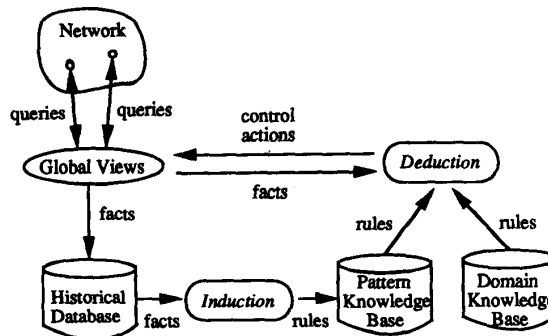 Network
queries
queries
control
actions
Global Views
Deduction
facts
facts
rules
rules
Historical
Database
facts
Induction
rules
Pattern
Knowledge
Base
Domain
Knowledge
Base